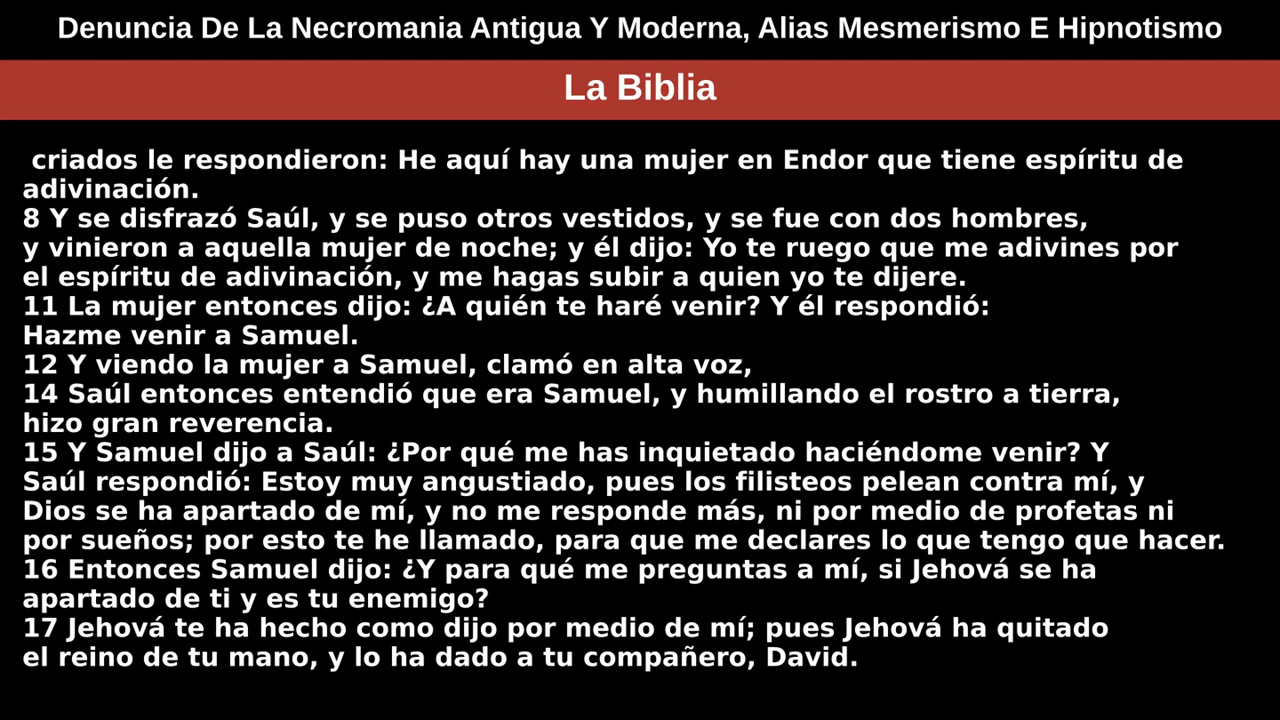 Denuncia De La Necromania Antigua Y Moderna, Alias Mesmerismo E Hipnotismo
La Biblia
criados le respondieron: He aquí hay una mujer en Endor que tiene espíritu de
adivinación.
8 Y se disfrazó Saúl, y se puso otros vestidos, y se fue con dos hombres,
y vinieron a aquella mujer de noche; y él dijo: Yo te ruego que me adivines por
el espíritu de adivinación, y me hagas subir a quien yo te dijere.
11 La mujer entonces dijo: ¿A quién te haré venir? Y él respondió:
Hazme venir a Samuel.
12 Y viendo la mujer a Samuel, clamó en alta voz,
14 Saúl entonces entendió que era Samuel, y humillando el rostro a tierra,
hizo gran reverencia.
15 Y Samuel dijo a Saúl: ¿Por qué me has inquietado haciéndome venir? Y
Saúl respondió: Estoy muy angustiado, pues los filisteos pelean contra mí, y
Dios se ha apartado de mí, y no me responde más, ni por medio de profetas ni
por sueños; por esto te he llamado, para que me declares lo que tengo que hacer.
16 Entonces Samuel dijo: ¿Y para qué me preguntas a mí, si Jehová se ha
apartado de ti y es tu enemigo?
17 Jehová te ha hecho como dijo por medio de mí; pues Jehová ha quitado
el reino de tu mano, y lo ha dado a tu compañero, David.